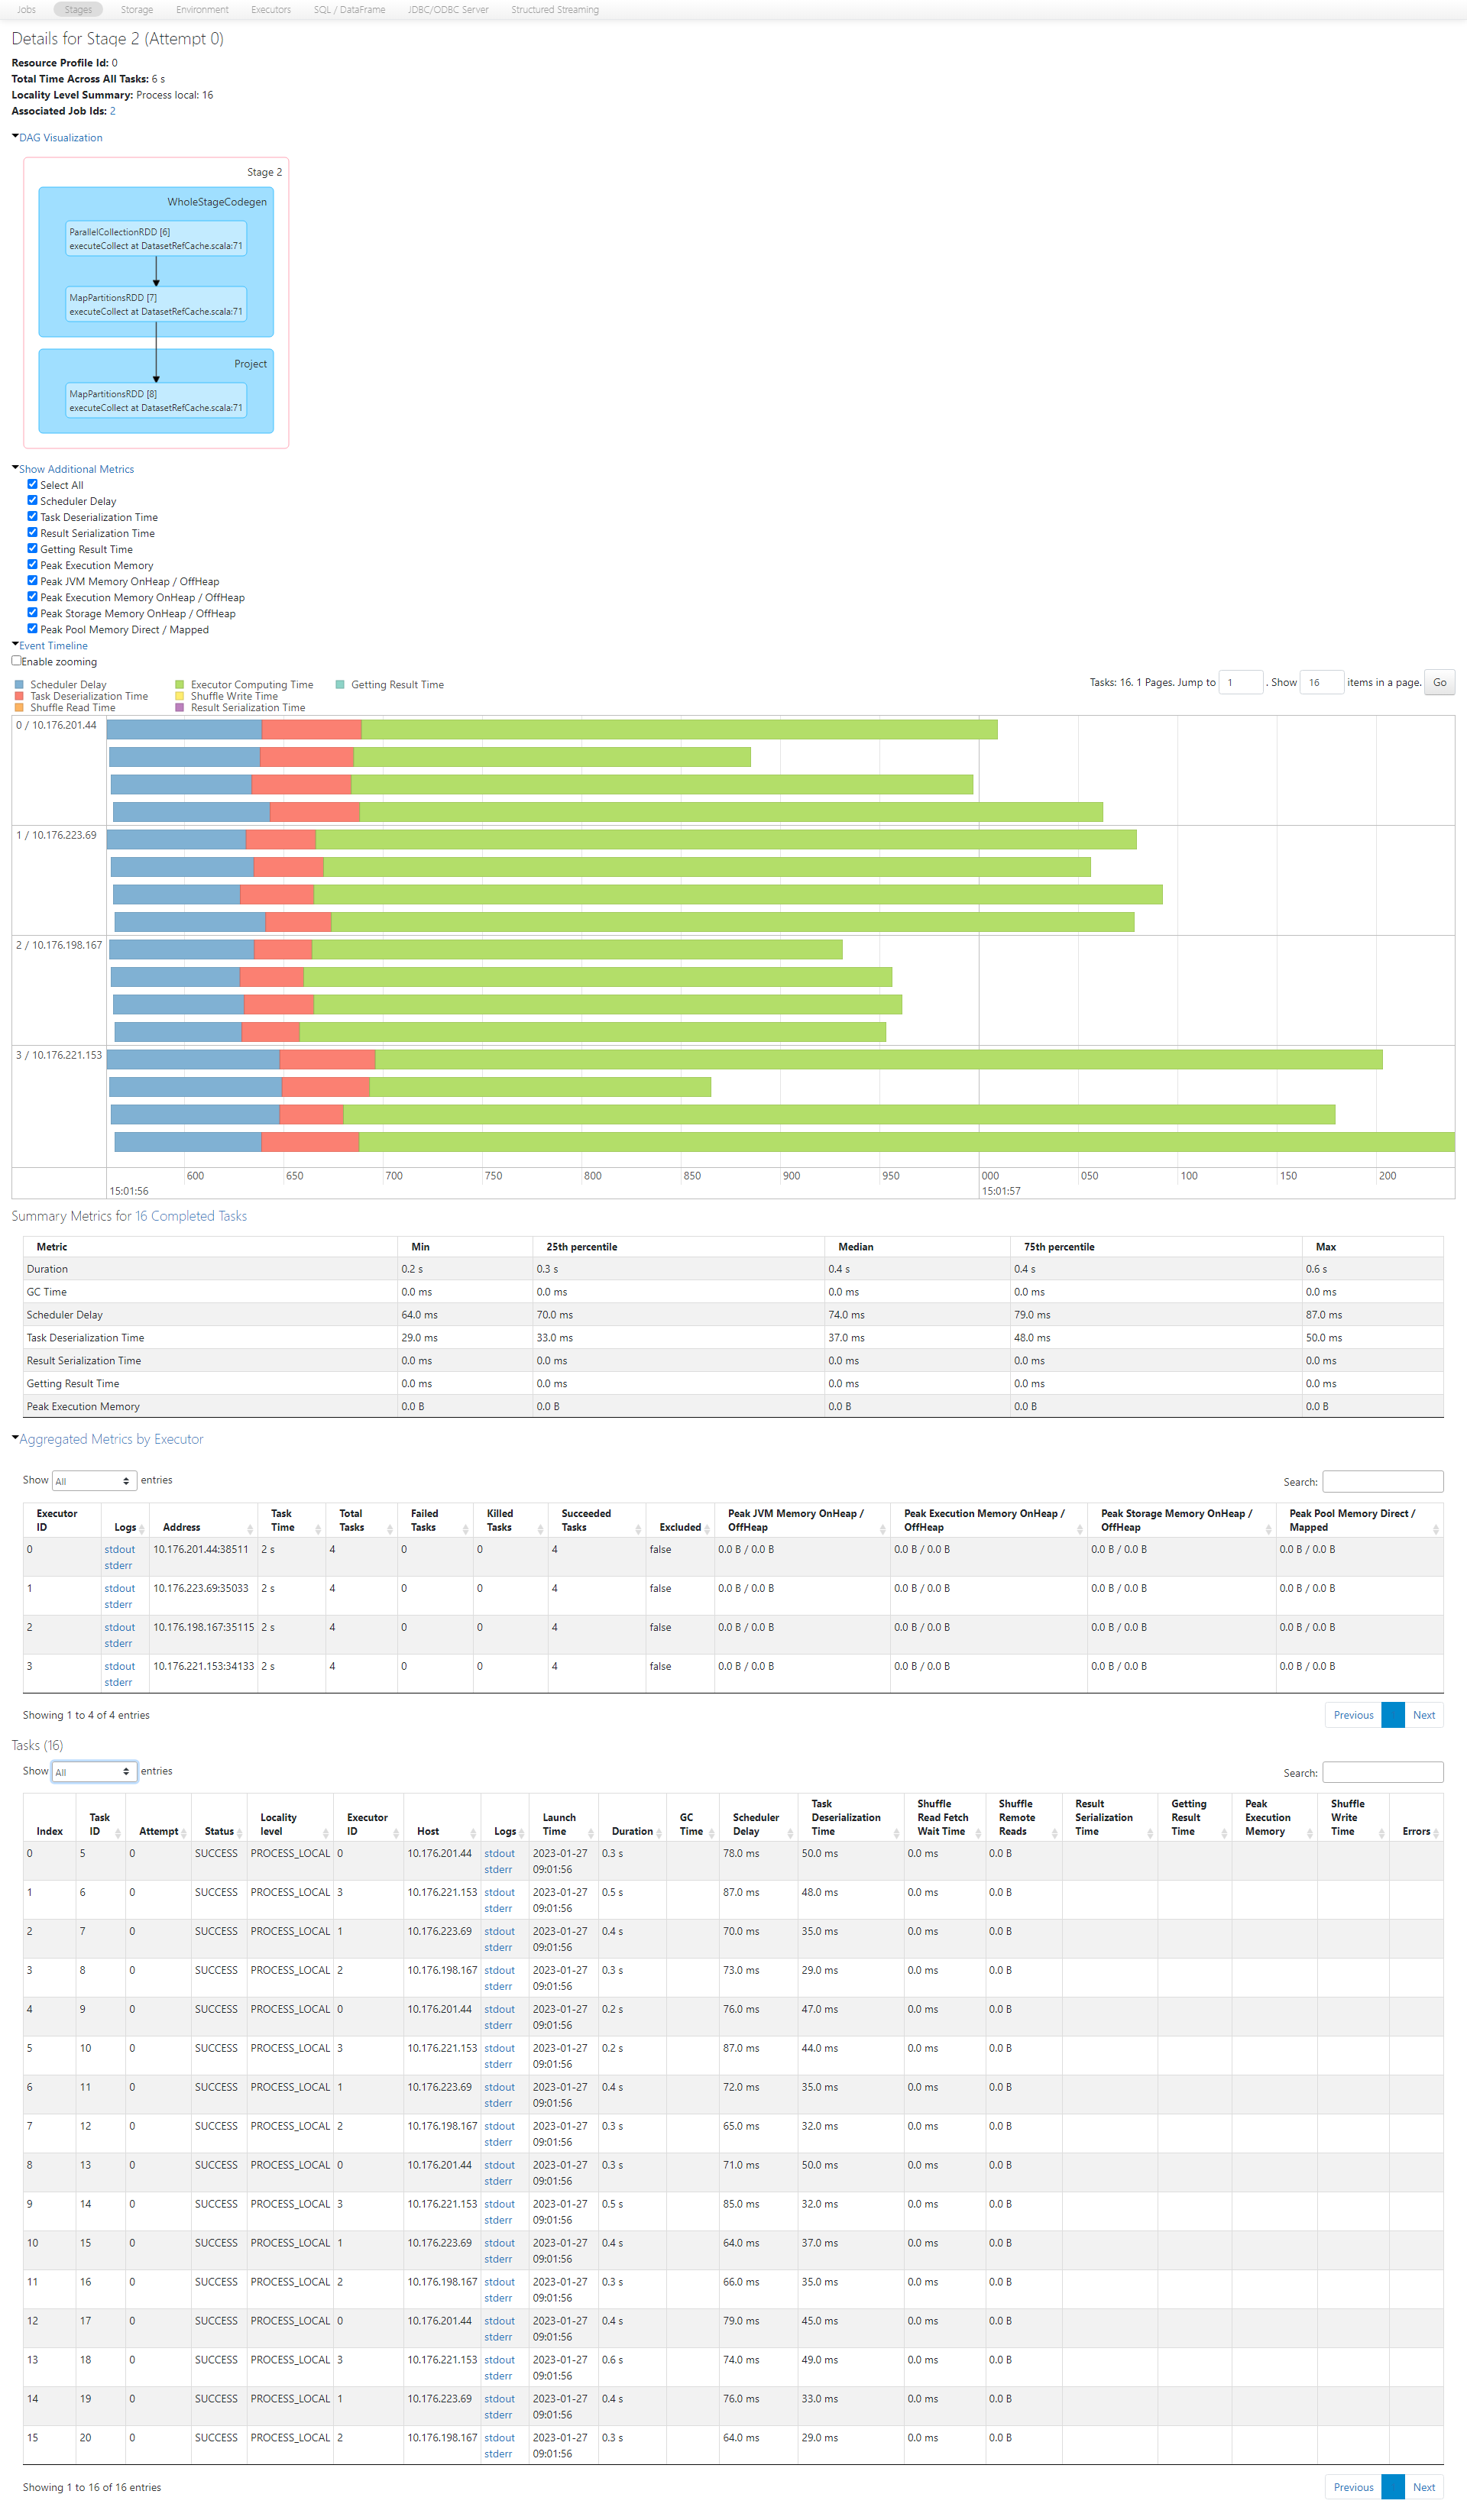 Jobs Stages Storage Environment Executors SQL / DataFrame JDBC/ODBC Server Structured Streaming
Details for Stage 2 (Attempt 0)
Resource Profile Id: 0
Total Time Across All Tasks: 6 s
Locality Level Summary: Process local: 16
Associated Job Ids: 2
DAG Visualization
Stage 2
WholeStageCodegen
ParallelCollectionRDD [6]
executeCollect at DatasetRefCache.scala:71
MapPartitionsRDD [7]
executeCollect at DatasetRefCache.scala:71
Project
MapPartitionsRDD [8]
executeCollect at DatasetRefCache.scala:71
Show Additional Metrics
Select All
Scheduler Delay
Task Deserialization Time
Result Serialization Time
Getting Result Time
Peak Execution Memory
Peak JVM Memory OnHeap / OffHeap
Peak Execution Memory OnHeap / OffHeap
Peak Storage Memory OnHeap / OffHeap
Peak Pool Memory Direct / Mapped
Event Timeline
Enable zooming
Tasks: 16. 1 Pages. Jump to 1 . Show 16 items in a page. Go
Scheduler Delay Executor Computing Time Getting Result Time
Task Deserialization Time Shuffle Write Time
Shuffle Read Time Result Serialization Time
0 / 10.176.201.44
1 / 10.176.223.69
2 / 10.176.198.167
3 / 10.176.221.153
600 650 700 750 800 850 900 950 000 050 100 150 200
15:01:56 15:01:57
Summary Metrics for 16 Completed Tasks
Metric Min 25th percentile Median 75th percentile Max
Duration 0.2 s 0.3 s 0.4 s 0.4 s 0.6 s
GC Time 0.0 ms 0.0 ms 0.0 ms 0.0 ms 0.0 ms
Scheduler Delay 64.0 ms 70.0 ms 74.0 ms 79.0 ms 87.0 ms
Task Deserialization Time 29.0 ms 33.0 ms 37.0 ms 48.0 ms 50.0 ms
Result Serialization Time 0.0 ms 0.0 ms 0.0 ms 0.0 ms 0.0 ms
Getting Result Time 0.0 ms 0.0 ms 0.0 ms 0.0 ms 0.0 ms
Peak Execution Memory 0.0 B 0.0 B 0.0 B 0.0 B 0.0 B
Aggregated Metrics by Executor
Show All entries Search:
Executor ID Logs Address Task Time Total Tasks Failed Tasks Killed Tasks Succeeded Tasks Excluded Peak JVM Memory OnHeap / OffHeap Peak Execution Memory OnHeap / OffHeap Peak Storage Memory OnHeap / OffHeap Peak Pool Memory Direct / Mapped
0 stdout stderr 10.176.201.44:38511 2 s 4 0 0 4 false 0.0 B / 0.0 B 0.0 B / 0.0 B 0.0 B / 0.0 B 0.0 B / 0.0 B
1 stdout stderr 10.176.223.69:35033 2 s 4 0 0 4 false 0.0 B / 0.0 B 0.0 B / 0.0 B 0.0 B / 0.0 B 0.0 B / 0.0 B
2 stdout stderr 10.176.198.167:35115 2 s 4 0 0 4 false 0.0 B / 0.0 B 0.0 B / 0.0 B 0.0 B / 0.0 B 0.0 B / 0.0 B
3 stdout stderr 10.176.221.153:34133 2 s 4 0 0 4 false 0.0 B / 0.0 B 0.0 B / 0.0 B 0.0 B / 0.0 B 0.0 B / 0.0 B
Showing 1 to 4 of 4 entries Previous Next
Tasks (16)
Show All entries Search:
Index Task ID Attempt Status Locality level Executor ID Host Logs Launch Time Duration GC Time Scheduler Delay Task Deserialization Time Shuffle Read Fetch Wait Time Shuffle Remote Reads Result Serialization Time Getting Result Time Peak Execution Memory Shuffle Write Time Errors
0 5 0 SUCCESS PROCESS_LOCAL 0 10.176.201.44 stdout stderr 2023-01-27 09:01:56 0.3 s 78.0 ms 50.0 ms 0.0 ms 0.0 B
1 6 0 SUCCESS PROCESS_LOCAL 3 10.176.221.153 stdout stderr 2023-01-27 09:01:56 0.5 s 87.0 ms 48.0 ms 0.0 ms 0.0 B
2 7 0 SUCCESS PROCESS_LOCAL 1 10.176.223.69 stdout stderr 2023-01-27 09:01:56 0.4 s 70.0 ms 35.0 ms 0.0 ms 0.0 B
3 8 0 SUCCESS PROCESS_LOCAL 2 10.176.198.167 stdout stderr 2023-01-27 09:01:56 0.3 s 73.0 ms 29.0 ms 0.0 ms 0.0 B
4 9 0 SUCCESS PROCESS_LOCAL 0 10.176.201.44 stdout stderr 2023-01-27 09:01:56 0.2 s 76.0 ms 47.0 ms 0.0 ms 0.0 B
5 10 0 SUCCESS PROCESS_LOCAL 3 10.176.221.153 stdout stderr 2023-01-27 09:01:56 0.2 s 87.0 ms 44.0 ms 0.0 ms 0.0 B
6 11 0 SUCCESS PROCESS_LOCAL 1 10.176.223.69 stdout stderr 2023-01-27 09:01:56 0.4 s 72.0 ms 35.0 ms 0.0 ms 0.0 B
7 12 0 SUCCESS PROCESS_LOCAL 2 10.176.198.167 stdout stderr 2023-01-27 09:01:56 0.3 s 65.0 ms 32.0 ms 0.0 ms 0.0 B
8 13 0 SUCCESS PROCESS_LOCAL 0 10.176.201.44 stdout stderr 2023-01-27 09:01:56 0.3 s 71.0 ms 50.0 ms 0.0 ms 0.0 B
9 14 0 SUCCESS PROCESS_LOCAL 3 10.176.221.153 stdout stderr 2023-01-27 09:01:56 0.5 s 85.0 ms 32.0 ms 0.0 ms 0.0 B
10 15 0 SUCCESS PROCESS_LOCAL 1 10.176.223.69 stdout stderr 2023-01-27 09:01:56 0.4 s 64.0 ms 37.0 ms 0.0 ms 0.0 B
11 16 0 SUCCESS PROCESS_LOCAL 2 10.176.198.167 stdout stderr 2023-01-27 09:01:56 0.3 s 66.0 ms 35.0 ms 0.0 ms 0.0 B
12 17 0 SUCCESS PROCESS_LOCAL 0 10.176.201.44 stdout stderr 2023-01-27 09:01:56 0.4 s 79.0 ms 45.0 ms 0.0 ms 0.0 B
13 18 0 SUCCESS PROCESS_LOCAL 3 10.176.221.153 stdout stderr 2023-01-27 09:01:56 0.6 s 74.0 ms 49.0 ms 0.0 ms 0.0 B
14 19 0 SUCCESS PROCESS_LOCAL 1 10.176.223.69 stdout stderr 2023-01-27 09:01:56 0.4 s 76.0 ms 33.0 ms 0.0 ms 0.0 B
15 20 0 SUCCESS PROCESS_LOCAL 2 10.176.198.167 stdout stderr 2023-01-27 09:01:56 0.3 s 64.0 ms 29.0 ms 0.0 ms 0.0 B
Showing 1 to 16 of 16 entries Previous Next